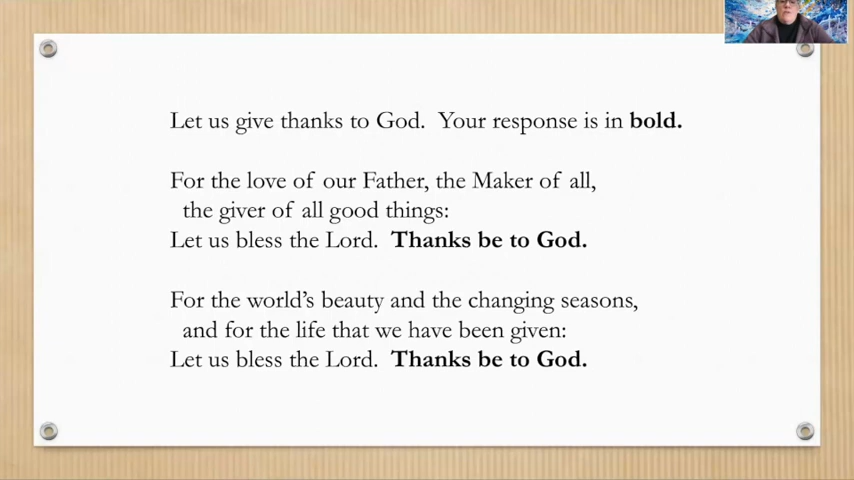 Let us give thanks to God.  Your response is in bold.
For the love of our Father, the Maker of all,
the giver of all good things:
Let us bless the Lord.  Thanks be to God.
For the world's beauty and the changing seasons,
and for the life that we have been given:
Let us bless the Lord.  Thanks be to God.